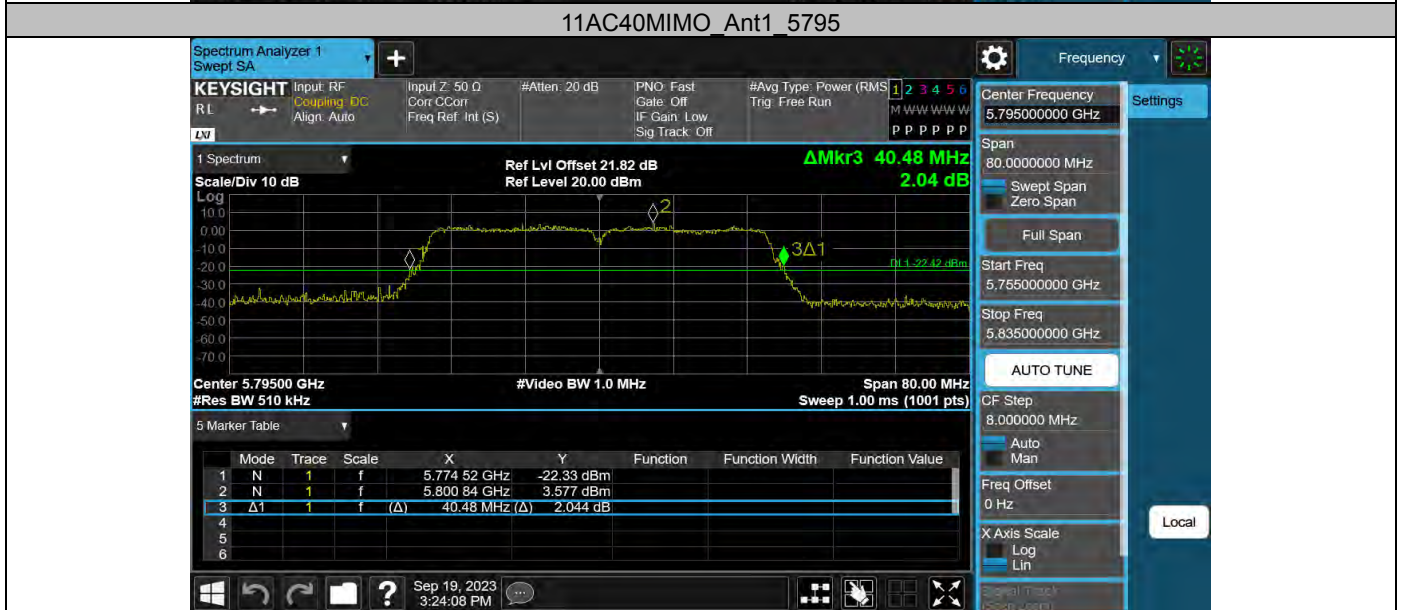 11AC40MIMO_Ant1_5795
Spectrum Analyzer 1
Swept SA
+
Frequency
KEYSIGHT
Input: RF
Input Z: 50 Ω
#Atten: 20 dB
PNO: Fast
#Avg Type: Power (RMS
1 2 3 4 5 6
RL
Coupling: DC
Corr CCorr
Gate: Off
Trig: Free Run
M W W W W W
Align: Auto
Freq Ref: Int (S)
IF Gain: Low
LXI
Sig Track: Off
P P P P P P
Center Frequency
5.795000000 GHz
Settings
1 Spectrum
Ref Lvl Offset 21.82 dB
ΔMkr3 40.48 MHz
Scale/Div 10 dB
Ref Level 20.00 dBm
2.04 dB
Log
10.0
0.00
-10.0
-20.0
-30.0
-40.0
-50.0
-60.0
-70.0
1
2
3Δ1
DL1 -22.42 dBm
Center 5.79500 GHz
#Video BW 1.0 MHz
Span 80.00 MHz
#Res BW 510 kHz
Sweep 1.00 ms (1001 pts)
Span
80.0000000 MHz
Swept Span
Zero Span
Full Span
Start Freq
5.755000000 GHz
Stop Freq
5.835000000 GHz
AUTO TUNE
CF Step
8.000000 MHz
Auto
Man
Freq Offset
0 Hz
X Axis Scale
Log
Lin
Local
5 Marker Table
Mode Trace Scale X Y Function Function Width Function Value
1 N 1 f 5.774 52 GHz -22.33 dBm
2 N 1 f 5.800 84 GHz 3.577 dBm
3 Δ1 1 f (Δ) 40.48 MHz (Δ) 2.044 dB
4
5
6
?
Sep 19, 2023
3:24:08 PM